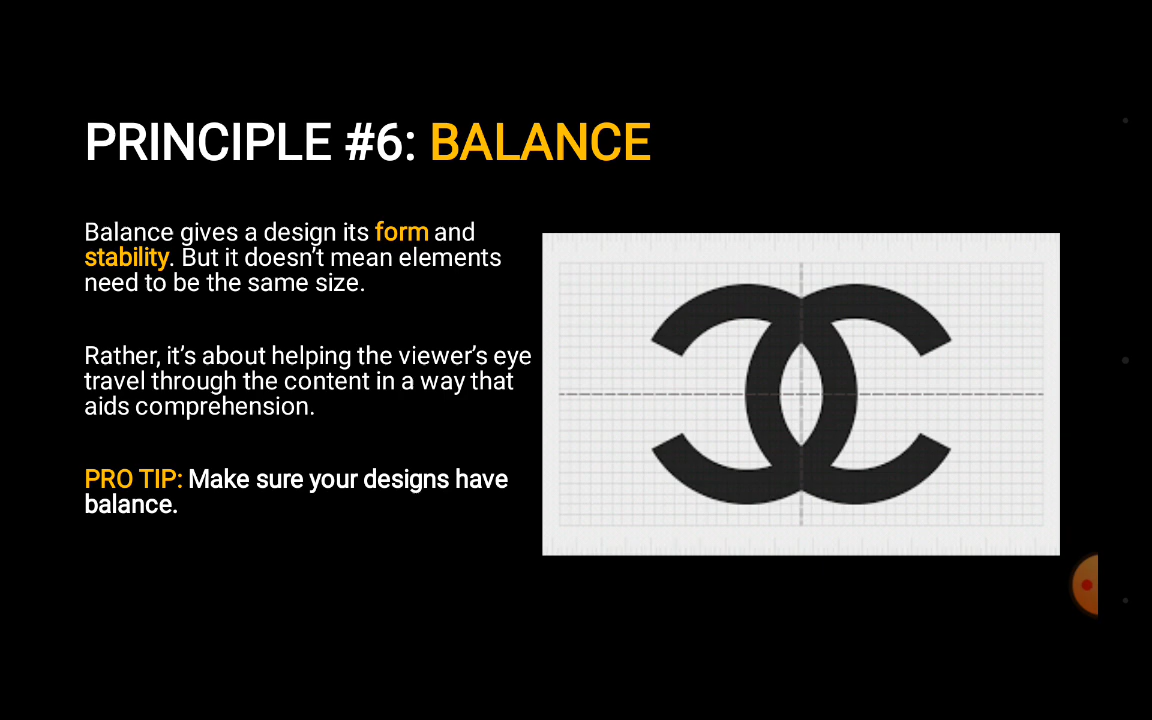 PRINCIPLE #6: BALANCE
Balance gives a design its form and
stability. But it doesn’t mean elements
need to be the same size.
Rather, it’s about helping the viewer’s eye
travel through the content in a way that
aids comprehension.
PRO TIP: Make sure your designs have
balance.